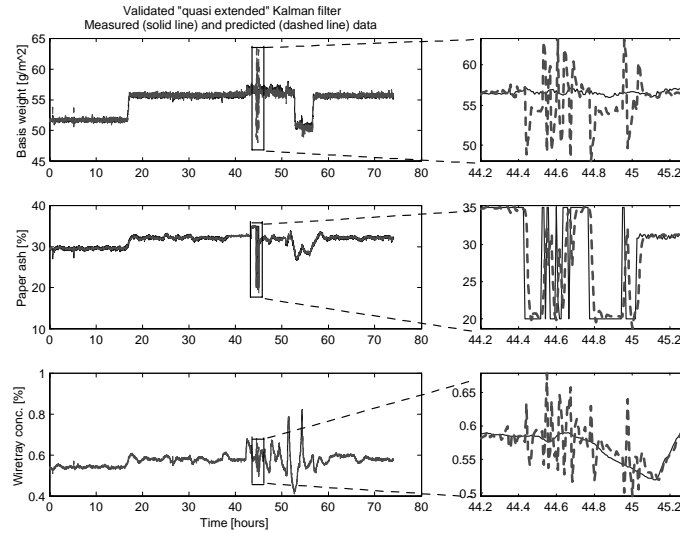 Validated "quasi extended" Kalman filter
Measured (solid line) and predicted (dashed line) data
Basis weight [g/m^2]
65
60
55
50
45
0 10 20 30 40 50 60 70 80
60
55
50
44.2 44.4 44.6 44.8 45 45.2
Paper ash [%]
40
30
20
10
0 10 20 30 40 50 60 70 80
35
30
25
20
44.2 44.4 44.6 44.8 45 45.2
Wiretray conc. [%]
1
0.8
0.6
0.4
0 10 20 30 40 50 60 70 80
Time [hours]
0.65
0.6
0.55
0.5
44.2 44.4 44.6 44.8 45 45.2